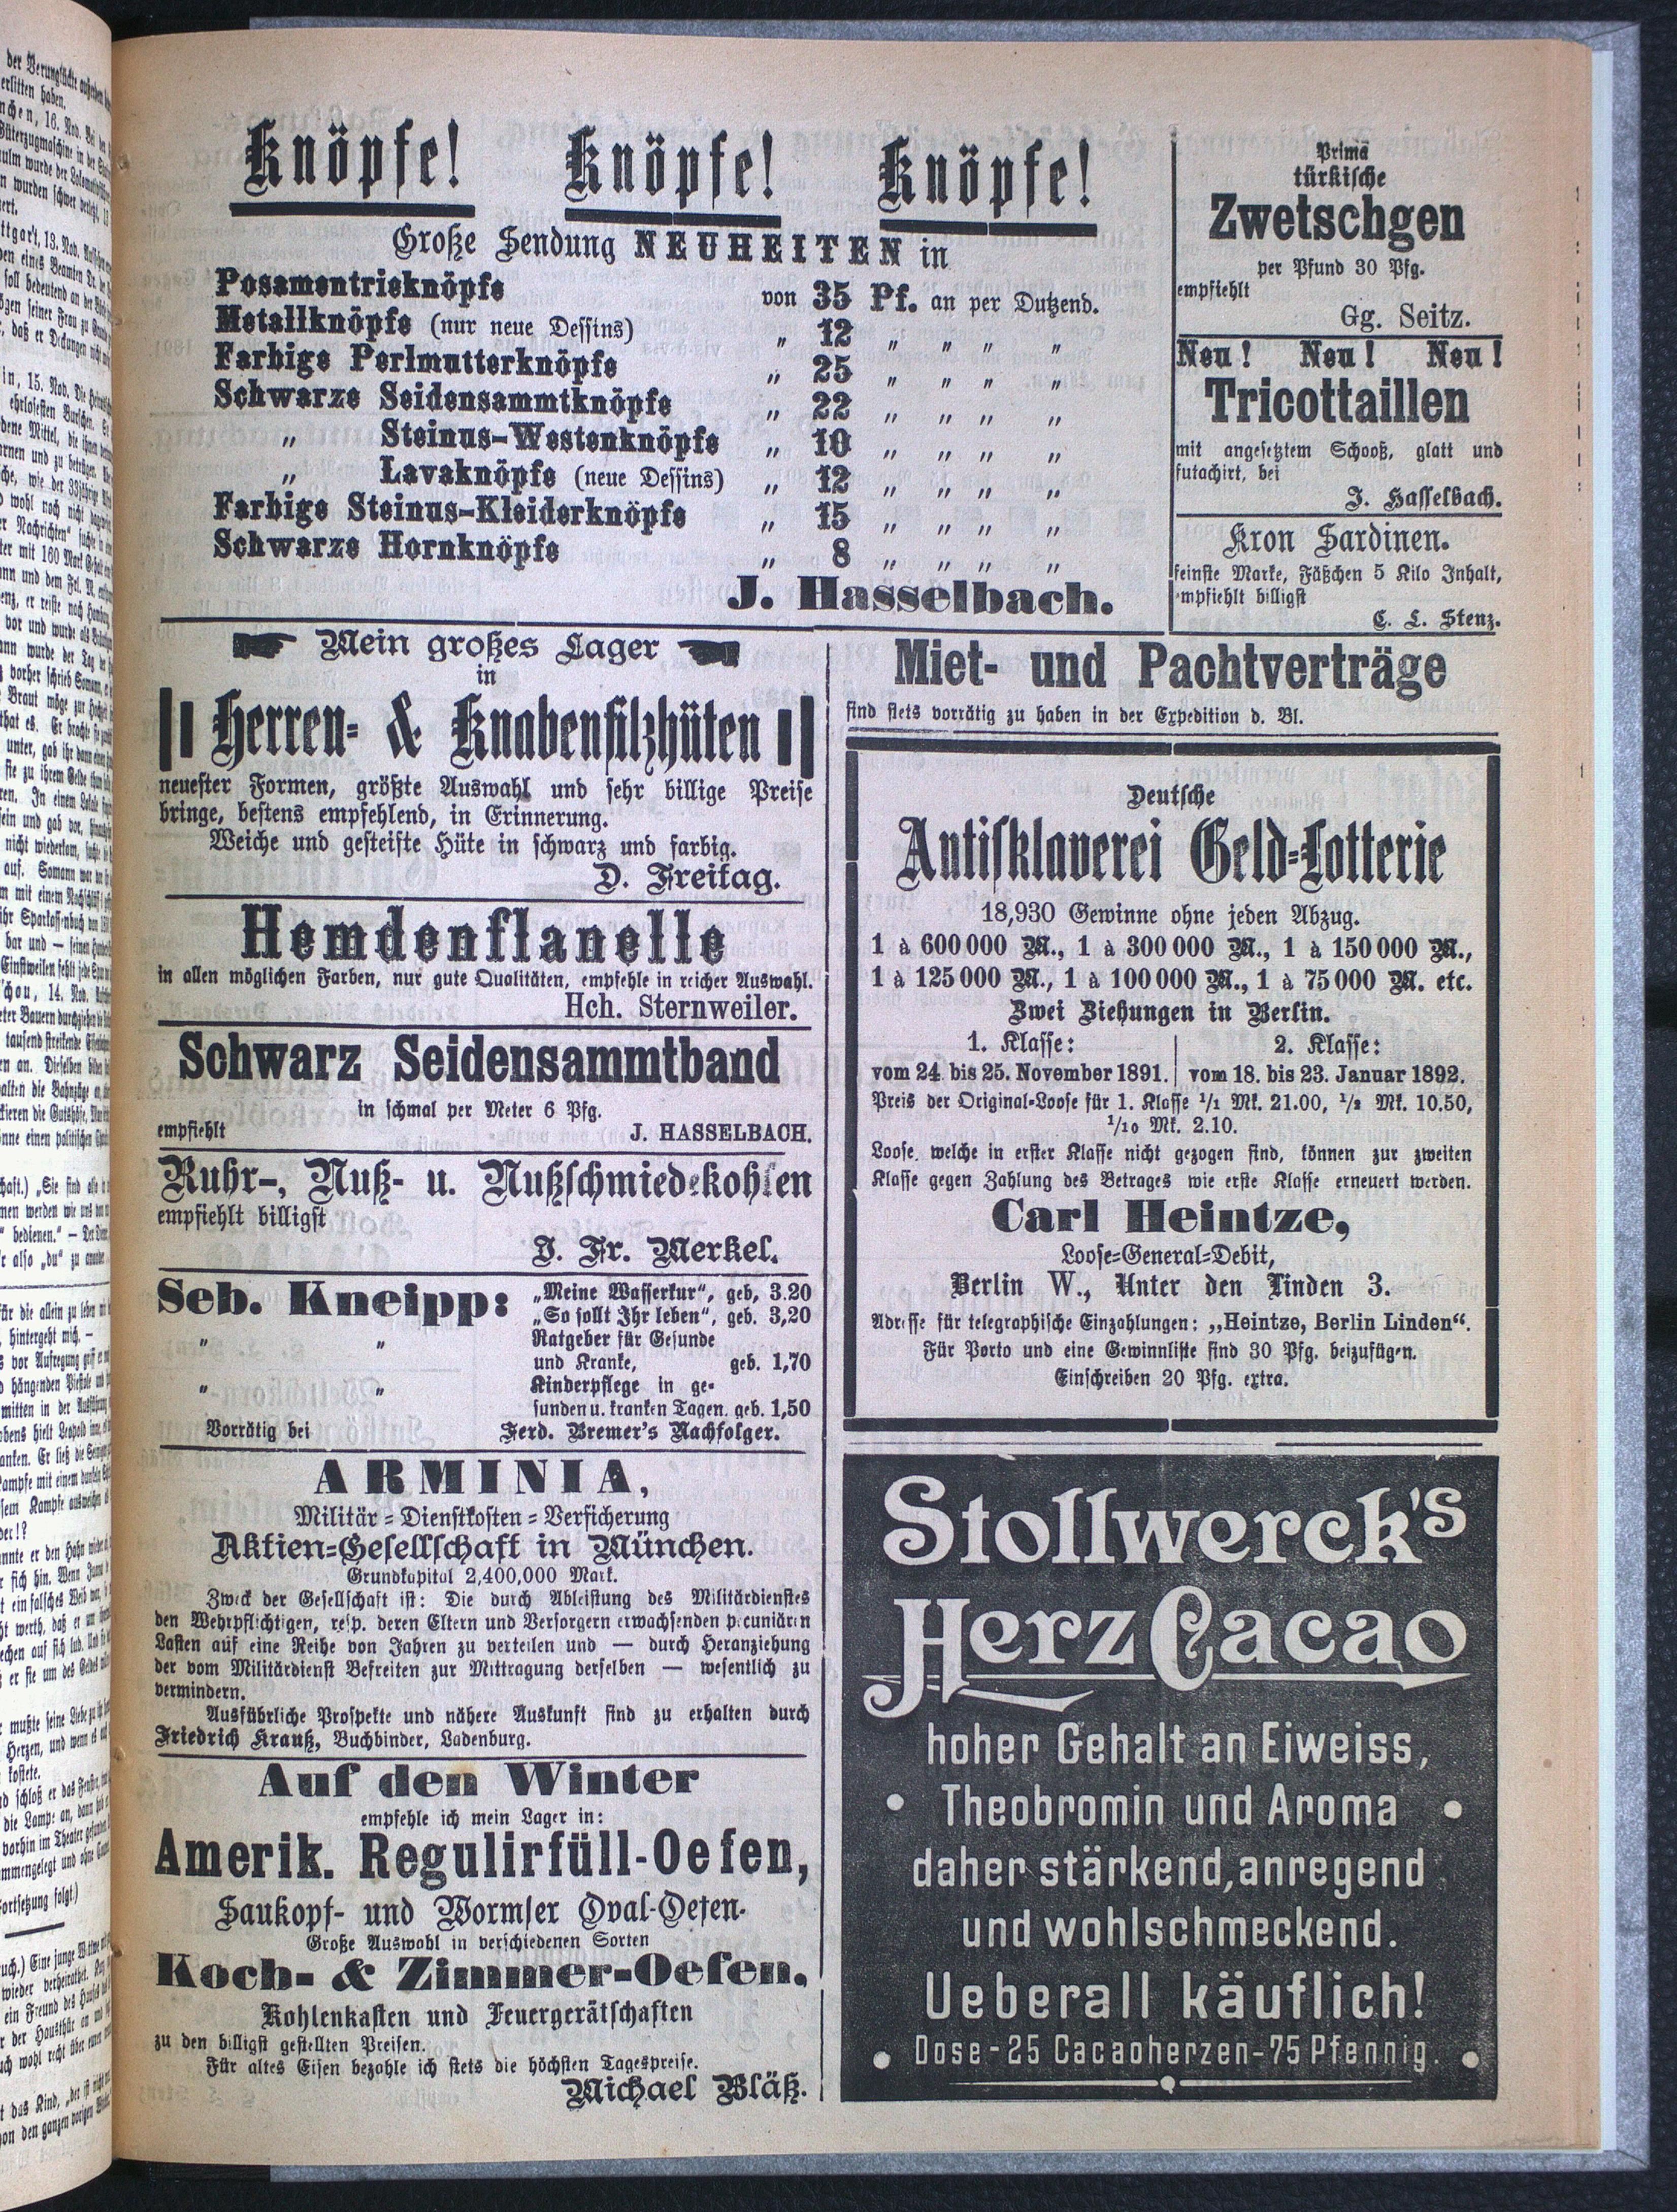 Knöpfe! Knöpfe! Knöpfe!
Große Sendung NEUHEITEN in
Posamentrieknöpfe von 35 Pf. an per Dutzend.
Metallknöpfe (nur neue Dessins) „ 12 „ „ „ „
Farbige Perlmutterknöpfe „ 25 „ „ „ „
Schwarze Seidensammtknöpfe „ 22 „ „ „ „
„ Steinus-Westenknöpfe „ 10 „ „ „ „
„ Lavaknöpfe (neue Dessins) „ 12 „ „ „ „
Farbige Steinus-Kleiderknöpfe „ 15 „ „ „ „
Schwarze Hornknöpfe „ 8 „ „ „ „
J. Hasselbach.
Prima
türkische
Zwetschgen
per Pfund 30 Pfg.
empfiehlt
Gg. Seitz.
Neu! Neu! Neu!
Tricottaillen
mit angesetztem Schooß, glatt und
futachirt, bei
J. Hasselbach.
Kron Sardinen.
feinste Marke, Fäßchen 5 Kilo Inhalt,
empfiehlt billigst
C. L. Stenz.
Mein großes Lager
in
Herren- & Knabenfilzhüten
neuester Formen, größte Auswahl und sehr billige Preise
bringe, bestens empfehlend, in Erinnerung.
Weiche und gesteifte Hüte in schwarz und farbig.
D. Freitag.
Hemdenflanelle
in allen möglichen Farben, nur gute Qualitäten, empfehle in reicher Auswahl.
Hch. Sternweiler.
Schwarz Seidensammtband
in schmal per Meter 6 Pfg.
empfiehlt
J. HASSELBACH.
Ruhr-, Nuß- u. Nußschmiedekohlen
empfiehlt billigst
J. Fr. Merkel.
Seb. Kneipp: „Meine Wasserkur“, geb, 3.20
„So sollt Ihr leben“, geb. 3,20
„ „ Ratgeber für Gesunde
und Kranke, geb. 1,70
„ „ Kinderpflege in ge-
sunden u. kranken Tagen. geb. 1,50
Vorrätig bei Ferd. Bremer's Nachfolger.
ARMINIA,
Militär-Dienstkosten-Versicherung
Aktien-Gesellschaft in München.
Grundkapital 2,400,000 Mark.
Zweck der Gesellschaft ist: Die durch Ableistung des Militärdienstes
den Wehrpflichtigen, resp. deren Eltern und Versorgern erwachsenden pecuniären
Lasten auf eine Reihe von Jahren zu verteilen und — durch Heranziehung
der vom Militärdienst Befreiten zur Mittragung derselben — wesentlich zu
vermindern.
Ausführliche Prospekte und nähere Auskunft sind zu erhalten durch
Friedrich Krauß, Buchbinder, Ladenburg.
Auf den Winter
empfehle ich mein Lager in:
Amerik. Regulirfüll-Oefen,
Saukopf- und Wormser Oval-Oefen.
Große Auswahl in verschiedenen Sorten
Koch- & Zimmer-Oefen.
Kohlenkasten und Feuergerätschaften
zu den billigst gestellten Preisen.
Für altes Eisen bezahle ich stets die höchsten Tagespreise.
Michael Bläß.
Miet- und Pachtverträge
sind stets vorrätig zu haben in der Expedition d. Bl.
Deutsche
Antisklaverei Geld-Lotterie
18,930 Gewinne ohne jeden Abzug.
1 à 600 000 M., 1 à 300 000 M., 1 à 150 000 M.,
1 à 125 000 M., 1 à 100 000 M., 1 à 75 000 M. etc.
Zwei Ziehungen in Berlin.
1. Klasse: 2. Klasse:
vom 24. bis 25. November 1891. vom 18. bis 23. Januar 1892.
Preis der Original-Loose für 1. Klasse 1/1 Mk. 21.00, 1/2 Mk. 10.50,
1/10 Mk. 2.10.
Loose, welche in erster Klasse nicht gezogen sind, können zur zweiten
Klasse gegen Zahlung des Betrages wie erste Klasse erneuert werden.
Carl Heintze,
Loose-General-Debit,
Berlin W., Unter den Linden 3.
Adresse für telegraphische Einzahlungen: „Heintze, Berlin Linden“.
Für Porto und eine Gewinnliste sind 30 Pfg. beizufügen.
Einschreiben 20 Pfg. extra.
Stollwerck's
Herz Cacao
hoher Gehalt an Eiweiss,
• Theobromin und Aroma •
daher stärkend, anregend
und wohlschmeckend.
Ueberall käuflich!
• Dose - 25 Cacaoherzen - 75 Pfennig. •